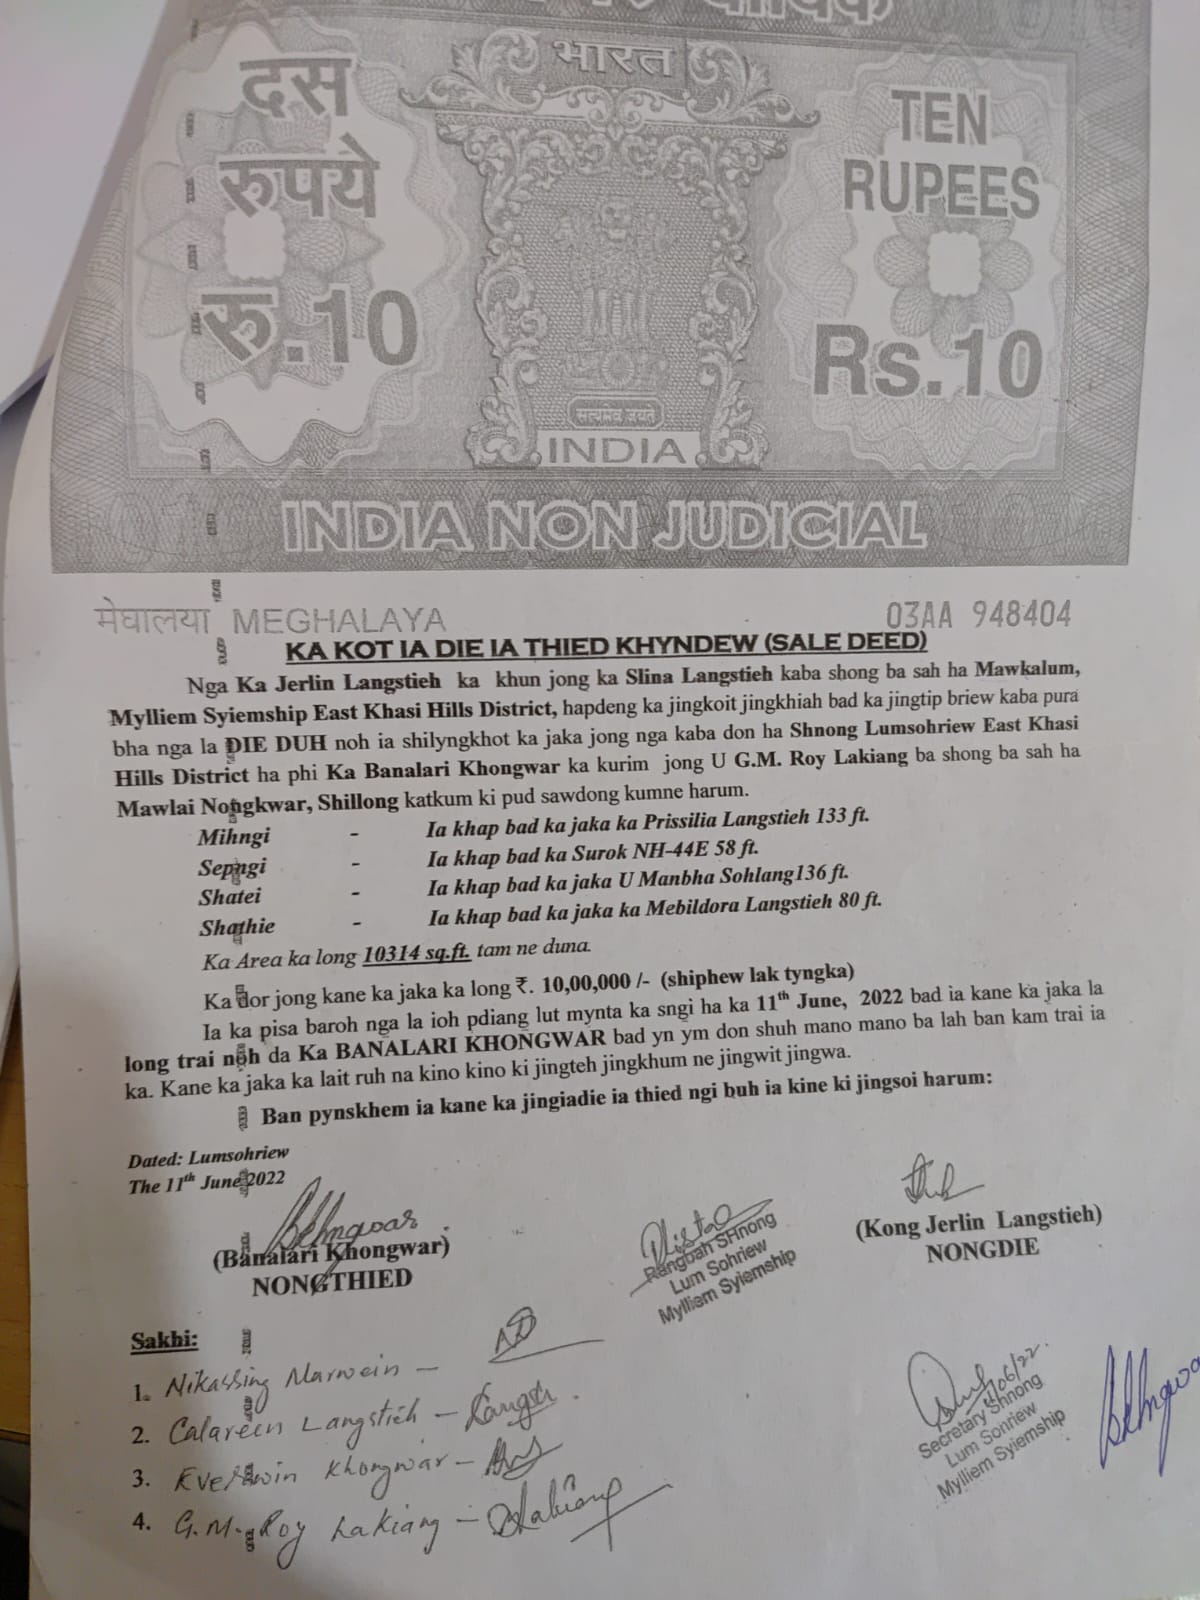 दस
रुपये
रु.10
भारत
सत्यमेव जयते
INDIA
TEN
RUPEES
Rs.10
INDIA NON JUDICIAL
मेघालया MEGHALAYA
03AA 948404
KA KOT IA DIE IA THIED KHYNDEW (SALE DEED)
Nga Ka Jerlin Langstieh ka khun jong ka Slina Langstieh kaba shong ba sah ha Mawkalum,
Mylliem Syiemship East Khasi Hills District, hapdeng ka jingkoit jingkhiah bad ka jingtip briew kaba pura
bha nga la DIE DUH noh ia shilyngkhot ka jaka jong nga kaba don ha Shnong Lumsohriew East Khasi
Hills District ha phi Ka Banalari Khongwar ka kurim jong U G.M. Roy Lakiang ba shong ba sah ha
Mawlai Nongkwar, Shillong katkum ki pud sawdong kumne harum.
Mihngi - Ia khap bad ka jaka ka Prissilia Langstieh 133 ft.
Sepngi - Ia khap bad ka Surok NH-44E 58 ft.
Shatei - Ia khap bad ka jaka U Manbha Sohlang136 ft.
Shathie - Ia khap bad ka jaka ka Mebildora Langstieh 80 ft.
Ka Area ka long 10314 sq.ft. tam ne duna.
Ka dor jong kane ka jaka ka long ₹. 10,00,000 /- (shiphew lak tyngka)
Ia ka pisa baroh nga la ioh pdiang lut mynta ka sngi ha ka 11th June, 2022 bad ia kane ka jaka la
long trai noh da Ka BANALARI KHONGWAR bad yn ym don shuh mano mano ba lah ban kam trai ia
ka. Kane ka jaka ka lait ruh na kino kino ki jingteh jingkhum ne jingwit jingwa.
Ban pynskhem ia kane ka jingiadie ia thied ngi buh ia kine ki jingsoi harum:
Dated: Lumsohriew
The 11th June 2022
(Banalari Khongwar)
NONGTHIED
Rangbah SHnong
Lum Sohriew
Mylliem Syiemship
(Kong Jerlin Langstieh)
NONGDIE
Sakhi:
1. Nikassing Marwein -
2. Calareen Langstieh -
3. Everwin Khongwar -
4. G.M. Roy Lakiang -
Secretary Shnong
Lum Sohriew
Mylliem Syiemship